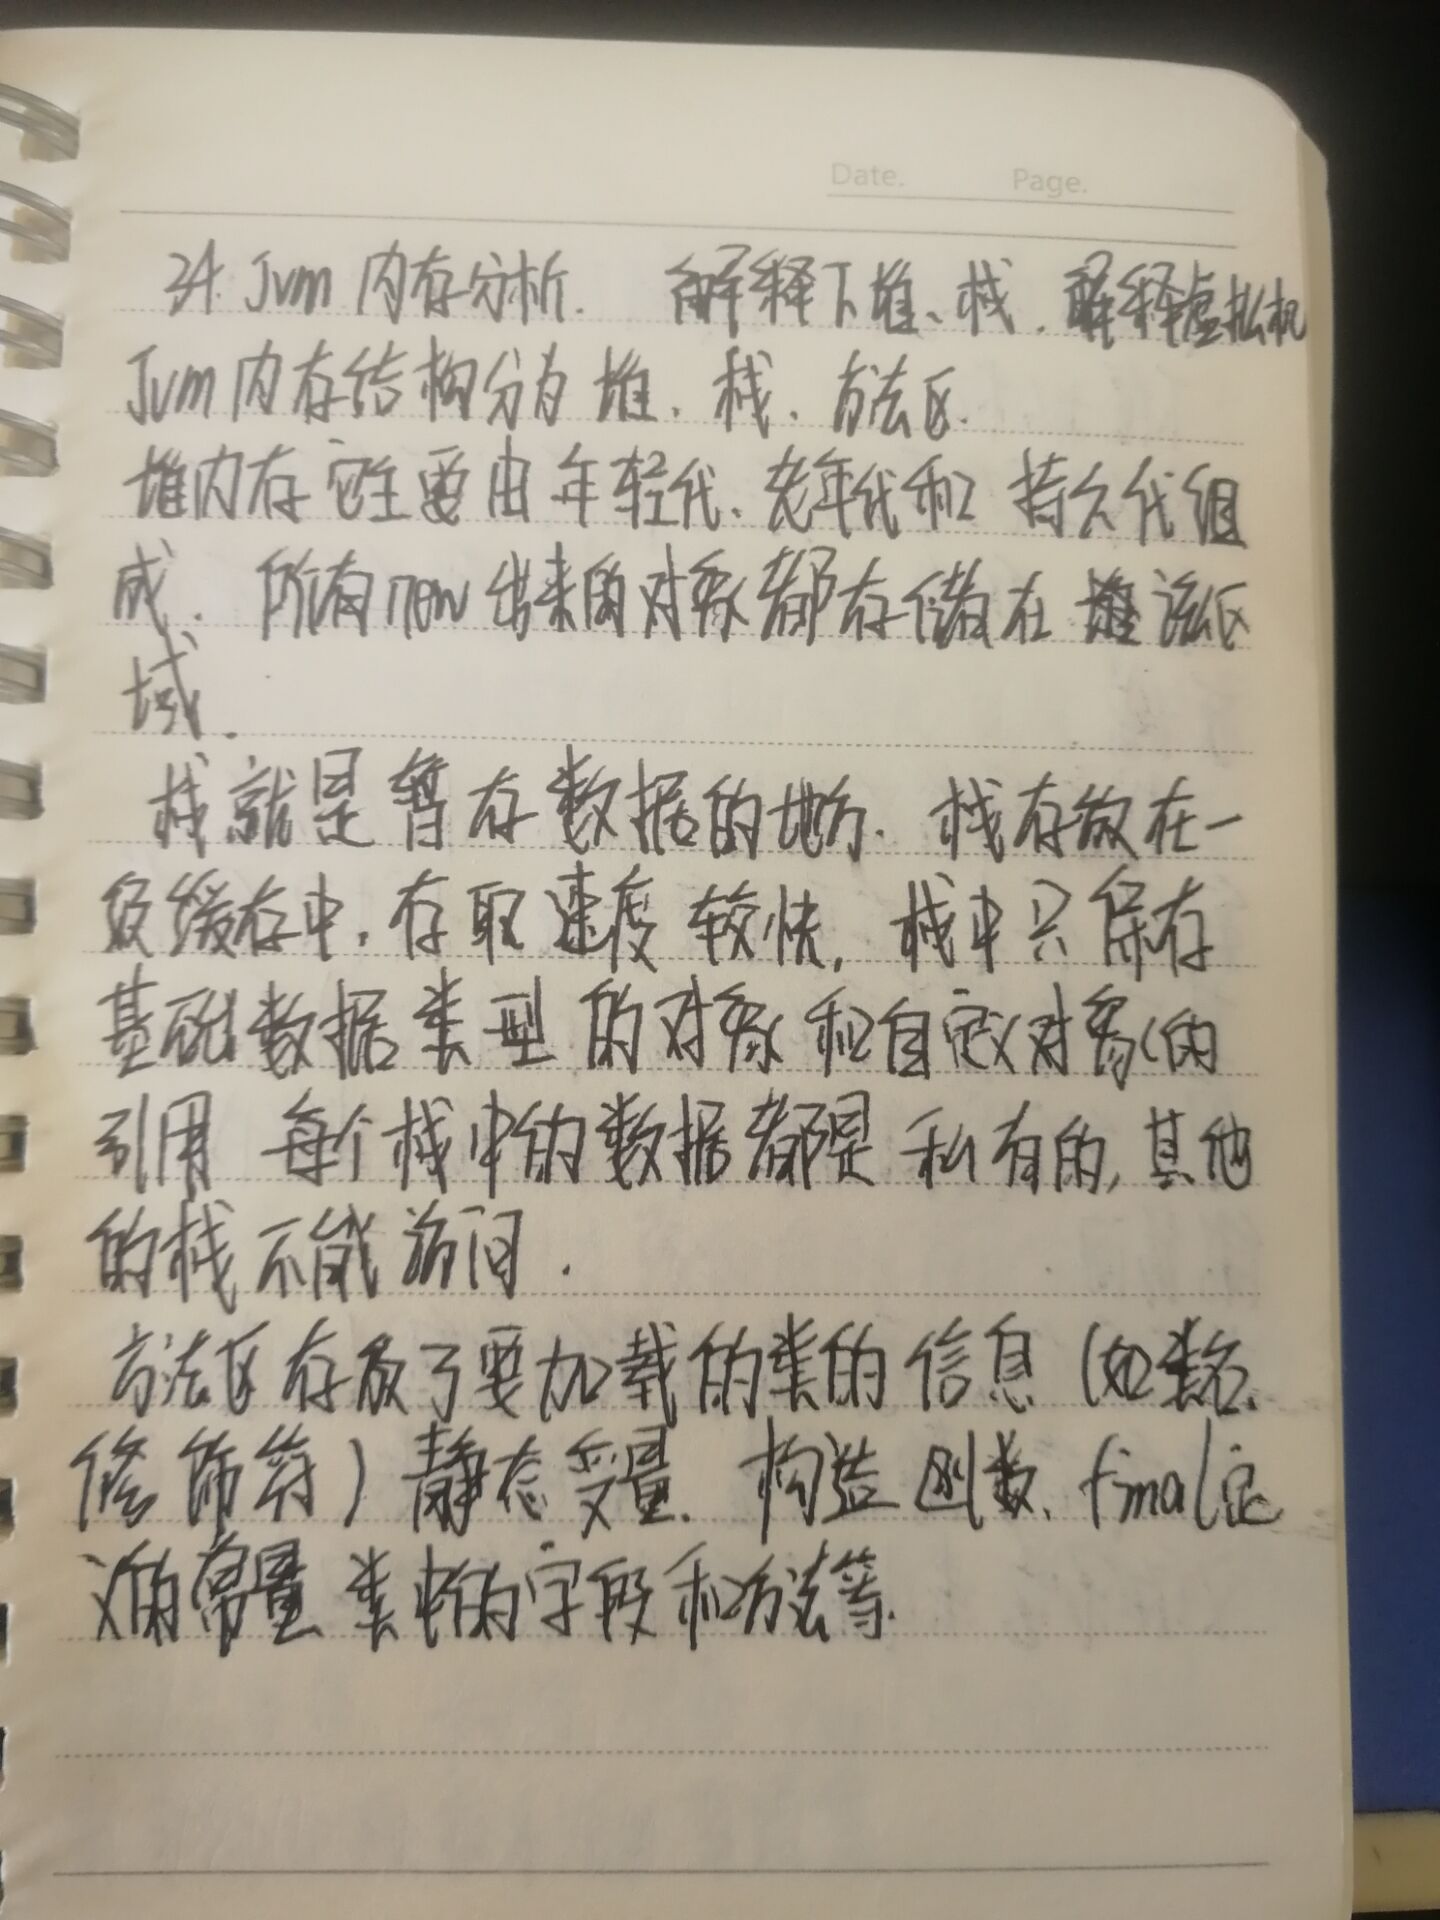 Date. Page.
34. Jvm 内存分析. 解释下堆、栈. 解释虚拟机
Jvm 内存结构分为 堆. 栈. 方法区.
堆内存 它主要由 年轻代、老年代和 持久代组
成. 所有new出来的对象都存储在 该区
域.
栈就是暂存数据的地方. 栈存放在一
级缓存中. 存取速度较快, 栈中只保存
基础数据类型的对象和自定义对象的
引用 每个栈中的数据都是私有的, 其他
的栈不能访问.
方法区存放了要加载的类的信息 (如类名.
修饰符) 静态变量. 构造函数. final定
义的常量 类中的字段和方法等.